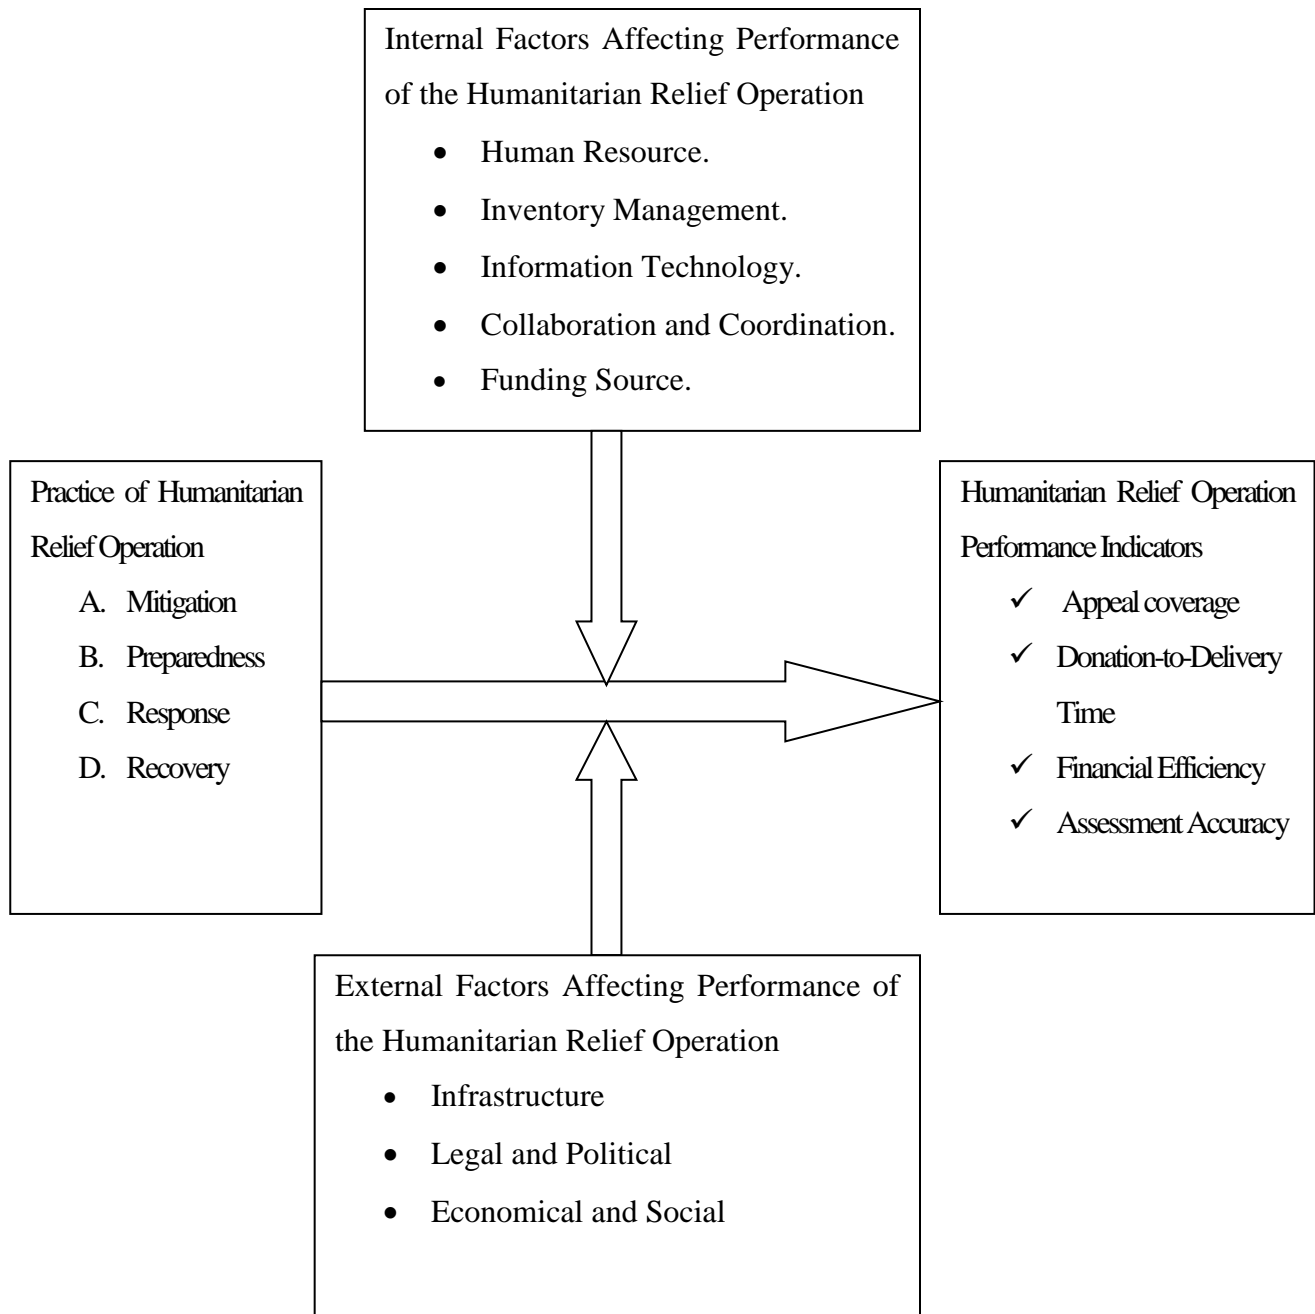 Internal Factors Affecting Performance
of the Humanitarian Relief Operation
• Human Resource.
• Inventory Management.
• Information Technology.
• Collaboration and Coordination.
• Funding Source.
Practice of Humanitarian
Relief Operation
A. Mitigation
B. Preparedness
C. Response
D. Recovery
Humanitarian Relief Operation
Performance Indicators
✓ Appeal coverage
✓ Donation-to-Delivery
Time
✓ Financial Efficiency
✓ Assessment Accuracy
External Factors Affecting Performance of
the Humanitarian Relief Operation
• Infrastructure
• Legal and Political
• Economical and Social